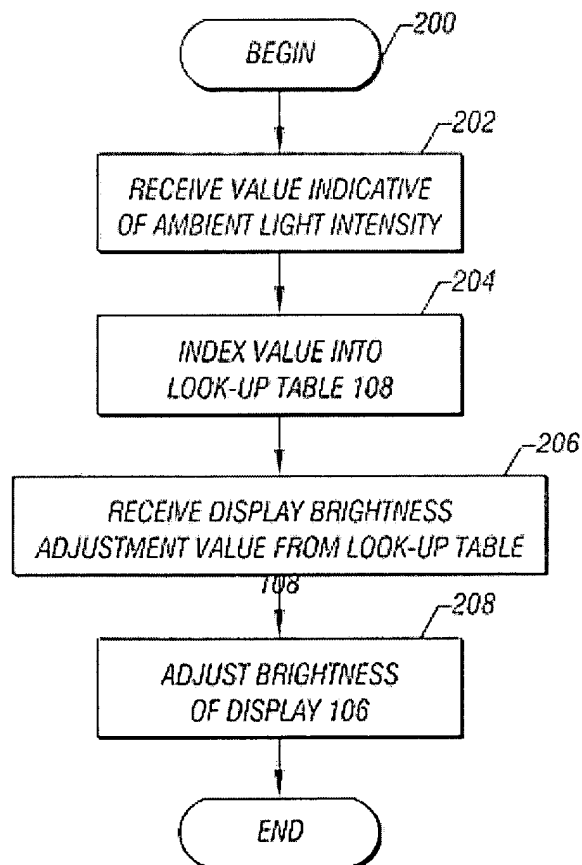 BEGIN
200
202
RECEIVE VALUE INDICATIVE
OF AMBIENT LIGHT INTENSITY
204
INDEX VALUE INTO
LOOK-UP TABLE 108
206
RECEIVE DISPLAY BRIGHTNESS
ADJUSTMENT VALUE FROM LOOK-UP TABLE
108
208
ADJUST BRIGHTNESS
OF DISPLAY 106
END